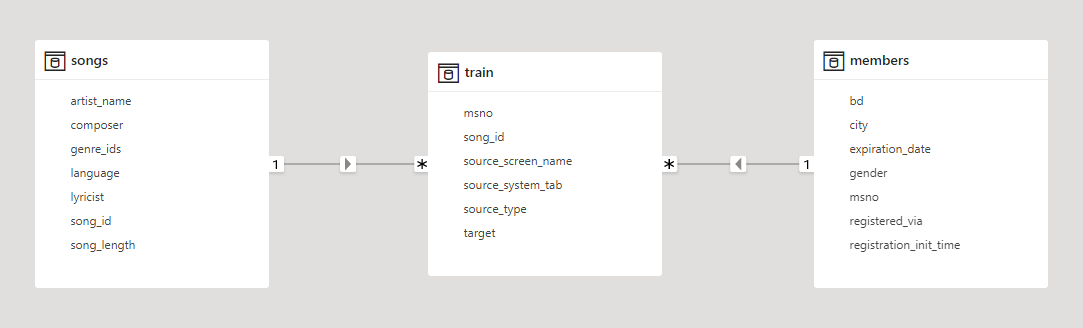 songs
artist_name
composer
genre_ids
language
lyricist
song_id
song_length
1
*
train
msno
song_id
source_screen_name
source_system_tab
source_type
target
*
1
members
bd
city
expiration_date
gender
msno
registered_via
registration_init_time